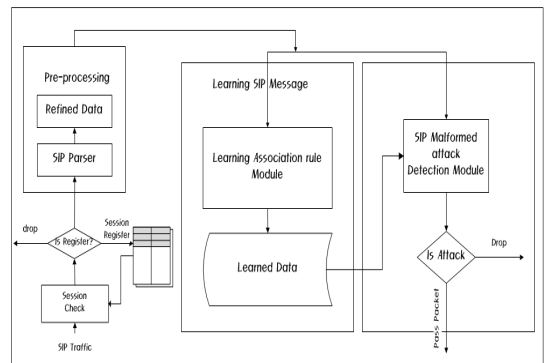 Pre-processing
Refined Data
SIP Parser
drop
Is Register?
Session
Register
Session
Check
SIP Traffic
Learning SIP Message
Learning Association rule
Module
Learned Data
SIP Malformed
attack
Detection Module
Is Attack
Drop
Pass Packet